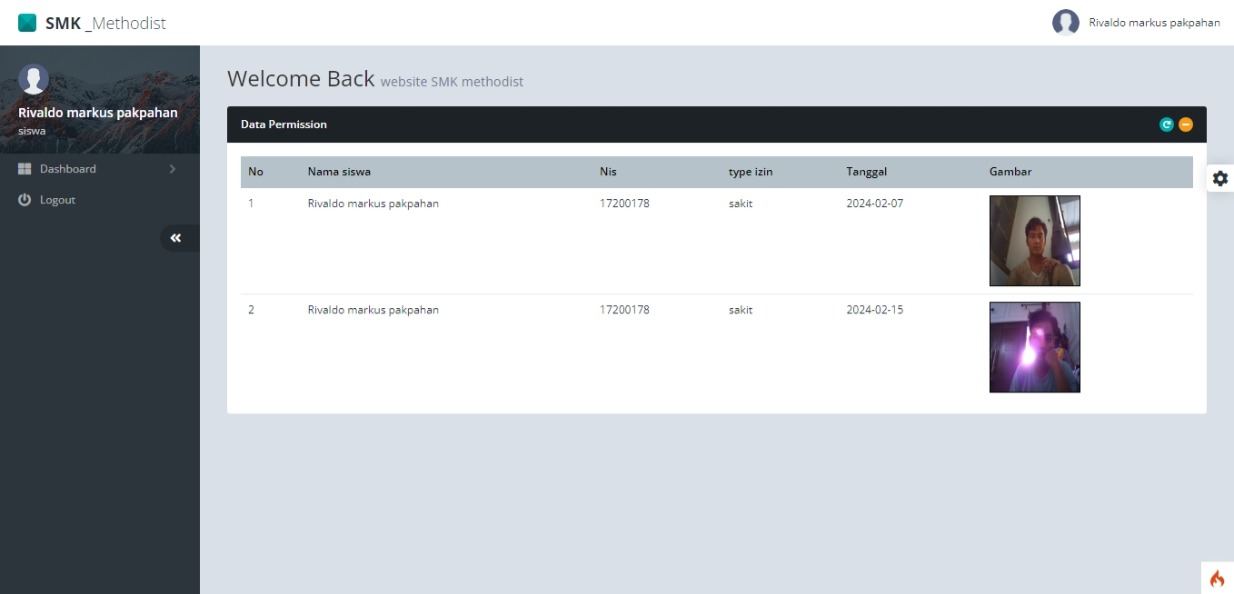 SMK _Methodist
Rivaldo markus pakpahan
Rivaldo markus pakpahan
siswa
Dashboard
Logout
Welcome Back website SMK methodist
Data Permission
No Nama siswa Nis type izin Tanggal Gambar
1 Rivaldo markus pakpahan 17200178 sakit 2024-02-07
2 Rivaldo markus pakpahan 17200178 sakit 2024-02-15